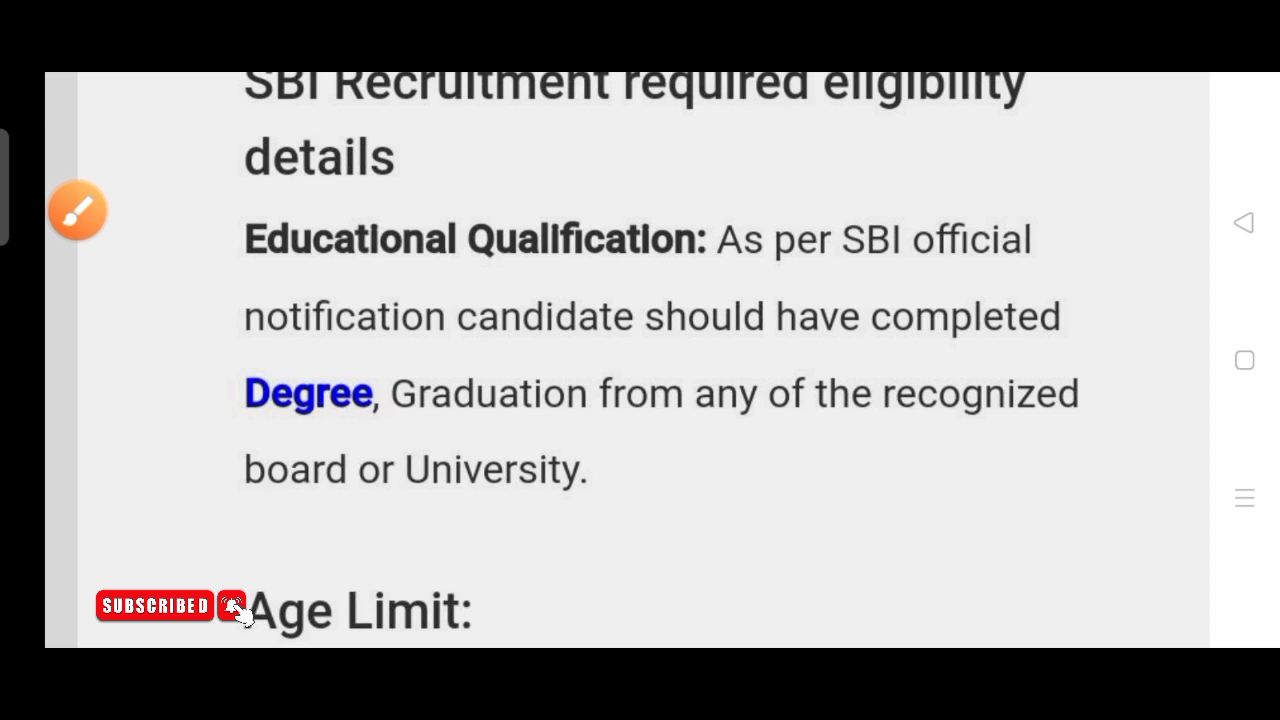 SBI Recruitment required eligibility
details
Educational Qualification: As per SBI official
notification candidate should have completed
Degree, Graduation from any of the recognized
board or University.
SUBSCRIBED
Age Limit: